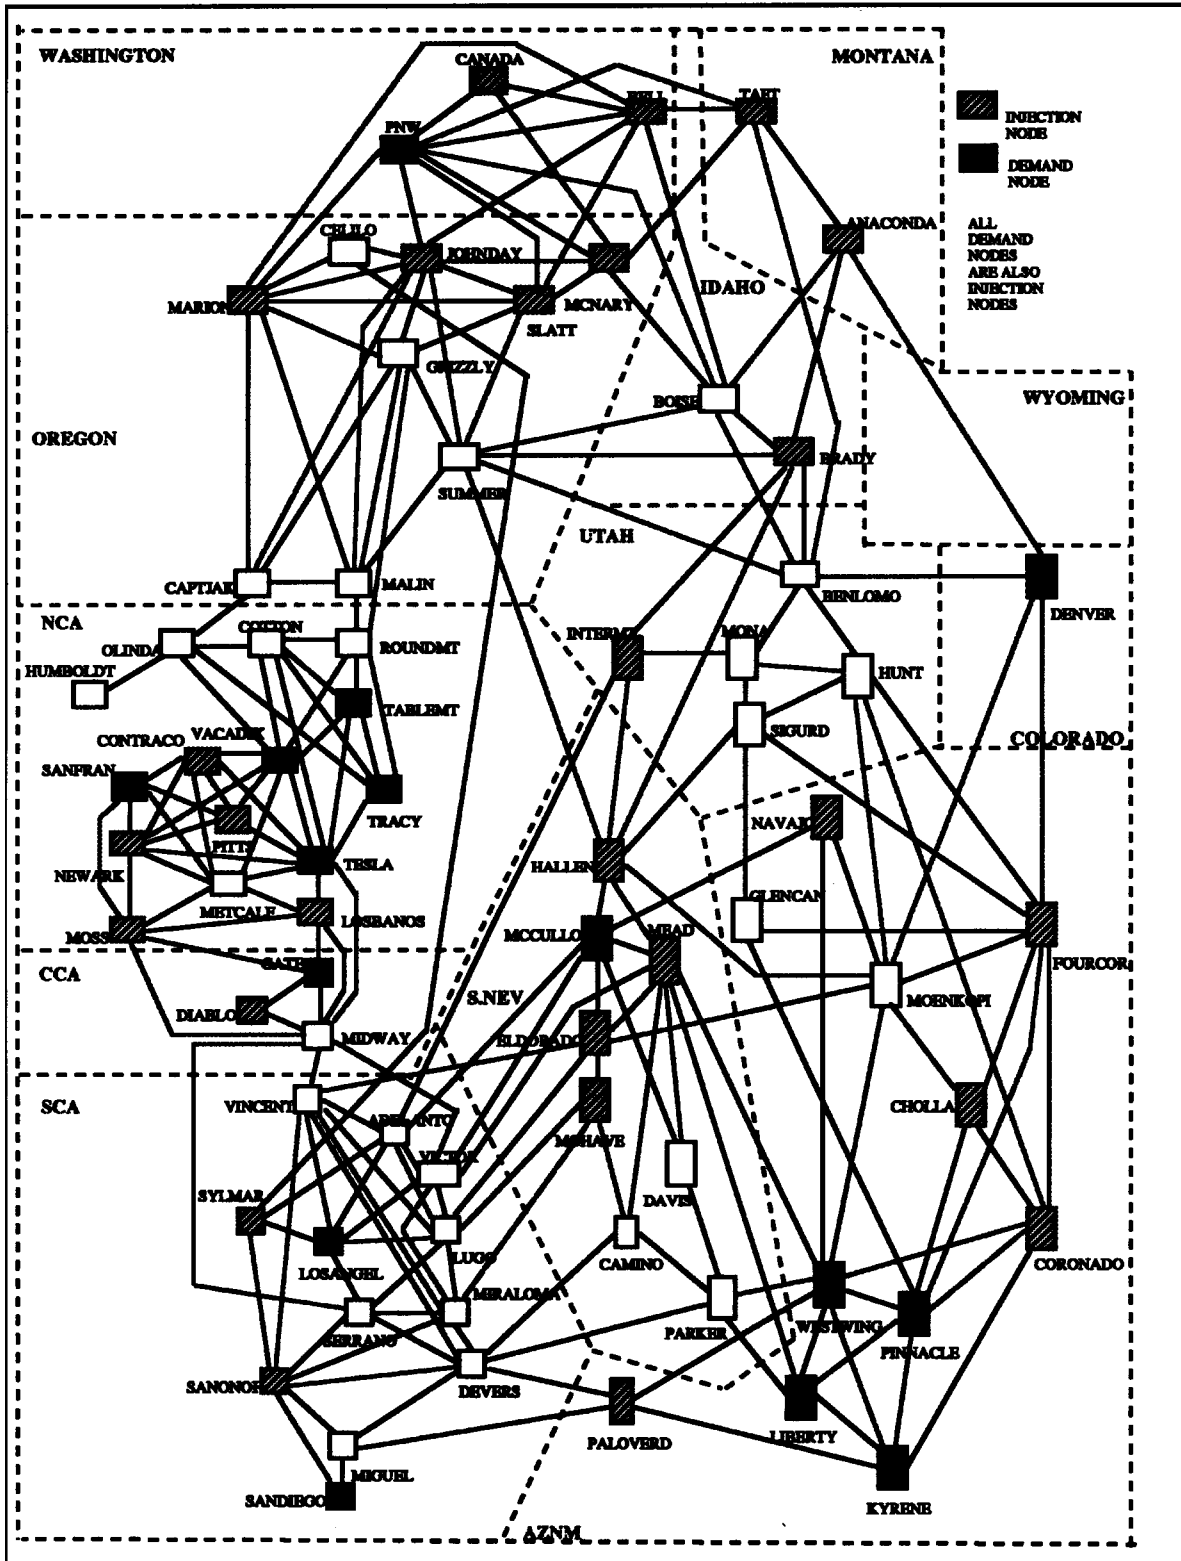 WASHINGTON
MONTANA
CANADA
BELL
TAFT
INJECTION
NODE
PNW
DEMAND
NODE
CELILO
JOHNDAY
ANACONDA
ALL
DEMAND
NODES
ARE ALSO
INJECTION
NODES
IDAHO
MARION
MCNARY
SLATT
GRIZZLY
BOISE
WYOMING
OREGON
BRADY
SUMMER
UTAH
CAPTJAK
MALIN
BENLOMO
DENVER
NCA
COTTON
INTERMT
MONA
OLINDA
ROUNDMT
HUMBOLDT
HUNT
TABLEMT
SIGURD
CONTRACO
VACADIX
COLORADO
SANFRAN
TRACY
NAVAJO
PITTS
TESLA
HALLEN
NEWARK
GLENCAN
METCALF
LOSBANOS
MOSS
MCCULLO
MEAD
FOURCOR
CCA
GATES
S.NEV
MOENKOPI
DIABLO
MIDWAY
ELDORADO
SCA
VINCENT
ADELANTO
MOHAVE
CHOLLA
VICTOR
SYLMAR
DAVIS
LUGO
CAMINO
LOSANGEL
CORONADO
MIRALOMA
SERRANO
PARKER
WESTWING
PINNACLE
SANONOF
DEVERS
PALOVERD
LIBERTY
MIGUEL
SANDIEGO
KYRENE
AZNM